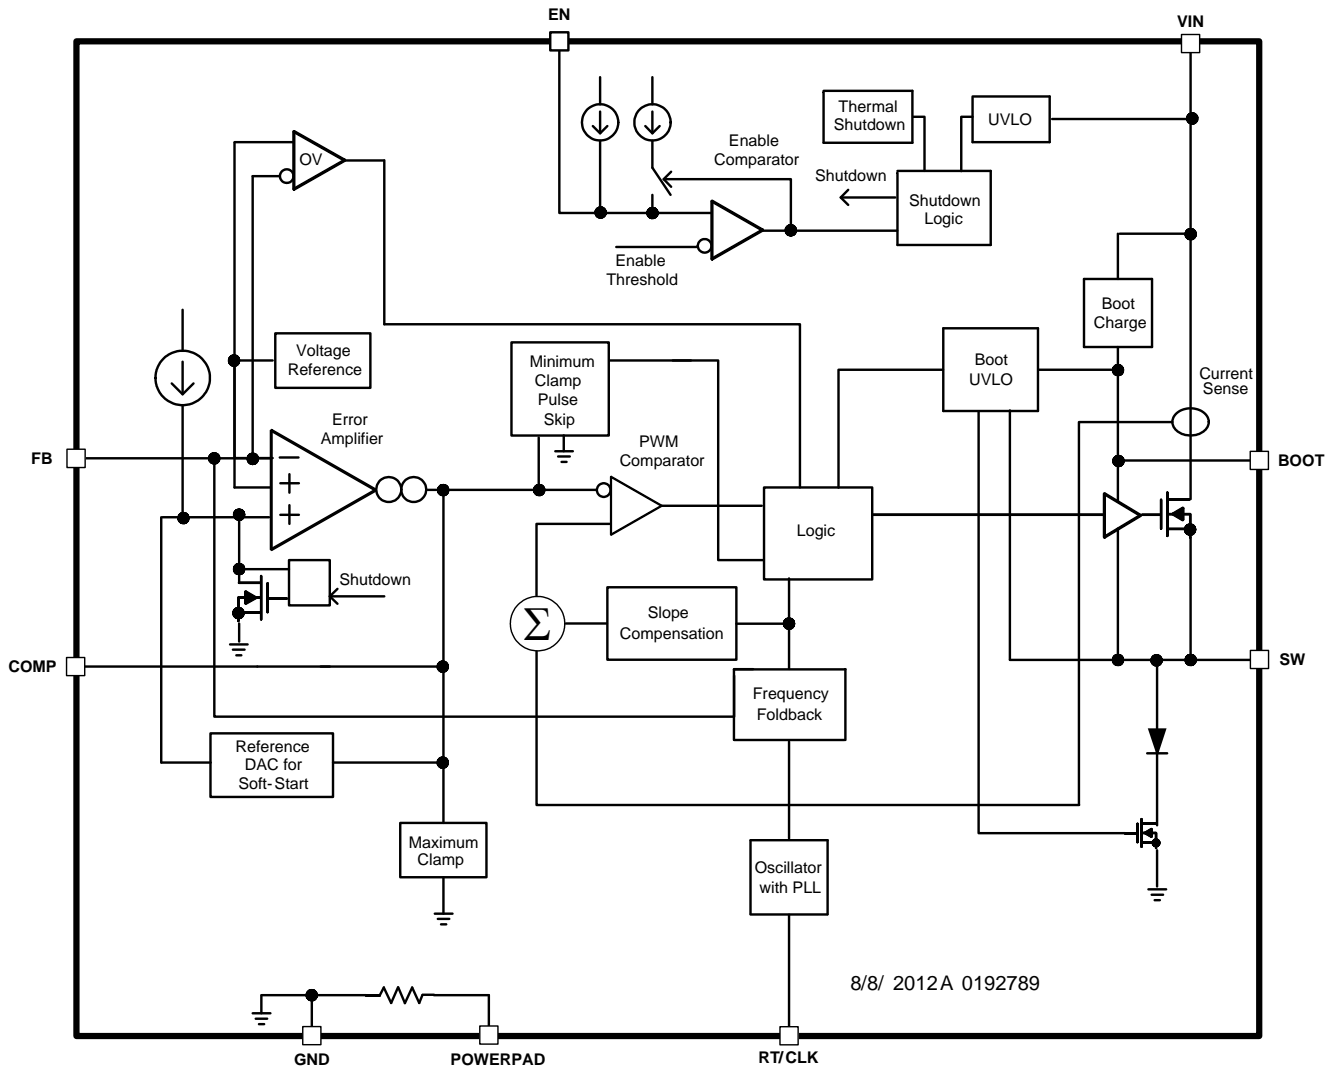 EN
VIN
Thermal
Shutdown
UVLO
OV
Enable
Comparator
Shutdown
Shutdown
Logic
Enable
Threshold
Boot
Charge
Voltage
Reference
Minimum
Clamp
Pulse
Skip
Boot
UVLO
Current
Sense
Error
Amplifier
PWM
Comparator
FB
BOOT
−
+
+
Logic
Shutdown
Σ
Slope
Compensation
COMP
SW
Frequency
Foldback
Reference
DAC for
Soft-Start
Maximum
Clamp
Oscillator
with PLL
8/8/ 2012A 0192789
GND
POWERPAD
RT/CLK